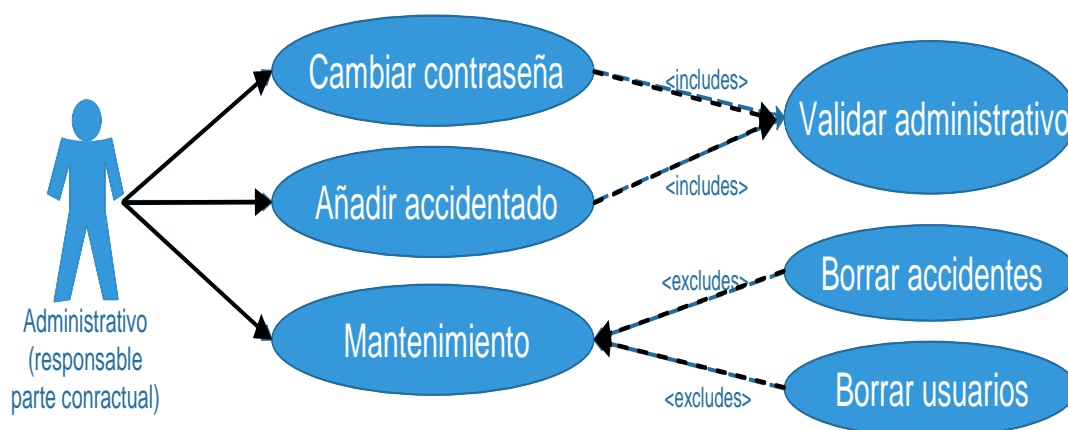 Cambiar contraseña
<includes>
Validar administrativo
Añadir accidentado
<includes>
Administrativo
(responsable
parte conractual)
Mantenimiento
<excludes>
Borrar accidentes
<excludes>
Borrar usuarios